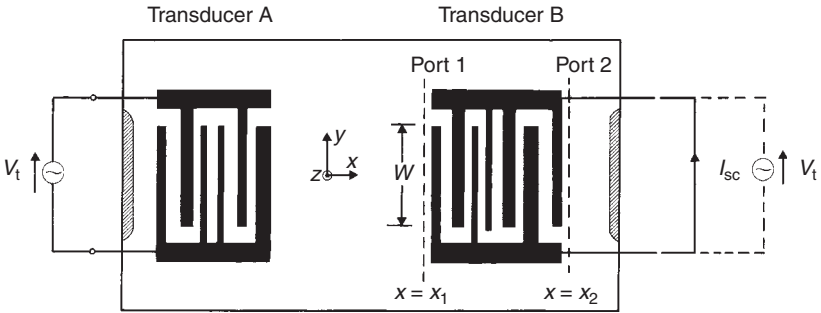 Transducer A
Transducer B
Port 1
Port 2
V_t
y
x
z
W
I_sc
V_t
x = x_1
x = x_2